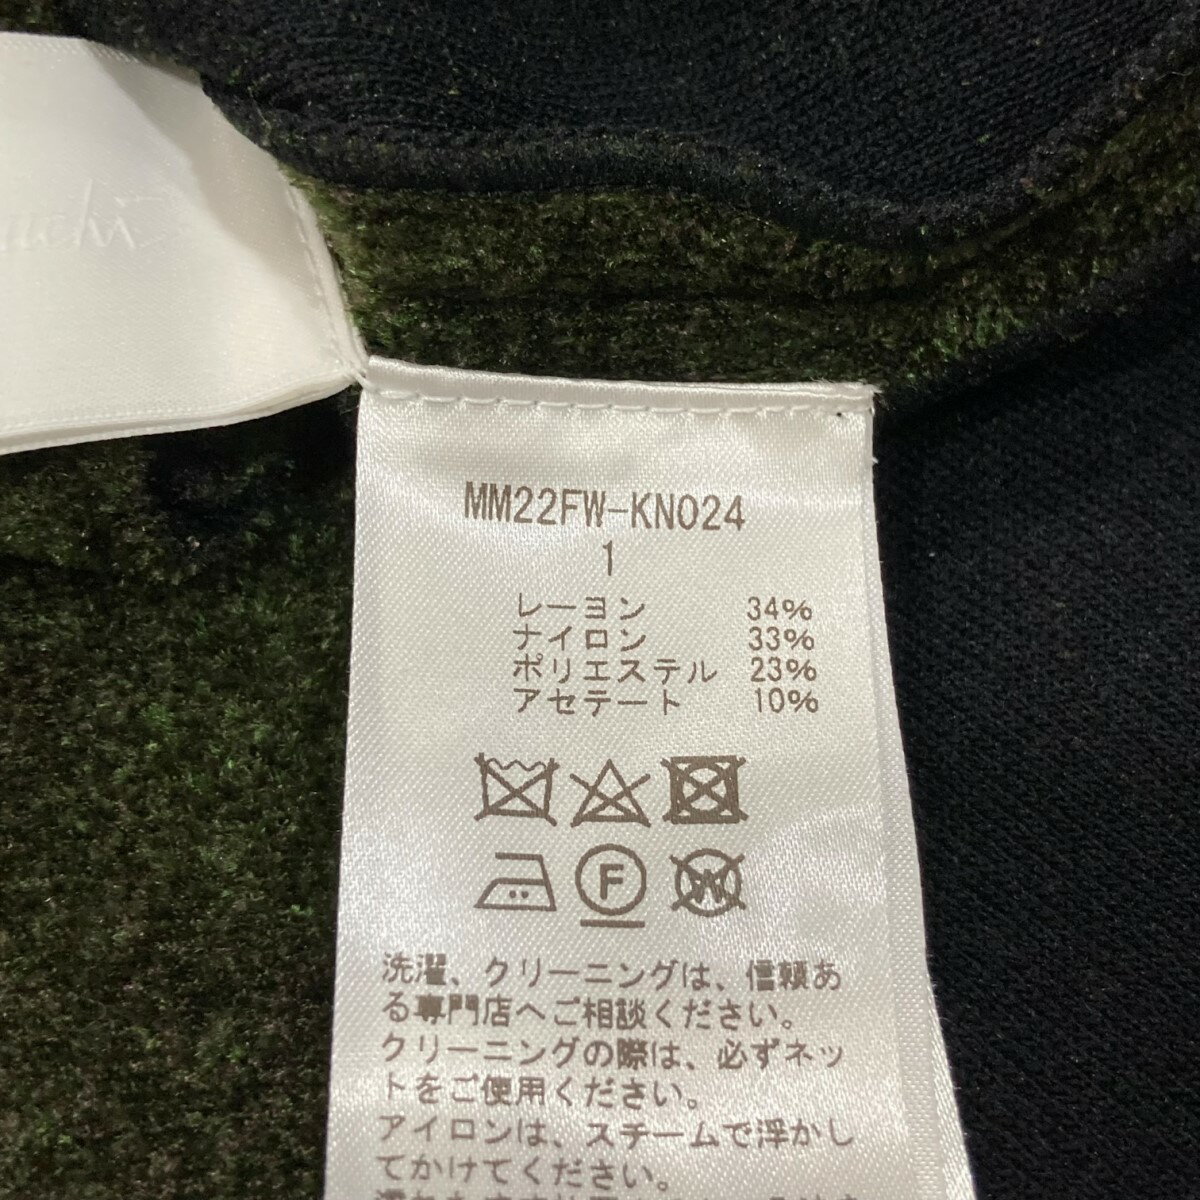 MM22FW-KN024
1
レーヨン 34%
ナイロン 33%
ポリエステル 23%
アセテート 10%
F
W
洗濯、クリーニングは、信頼あ
る専門店へご相談ください。
クリーニングの際は、必ずネッ
トをご使用ください。
アイロンは、スチームで浮かし
てかけてください。